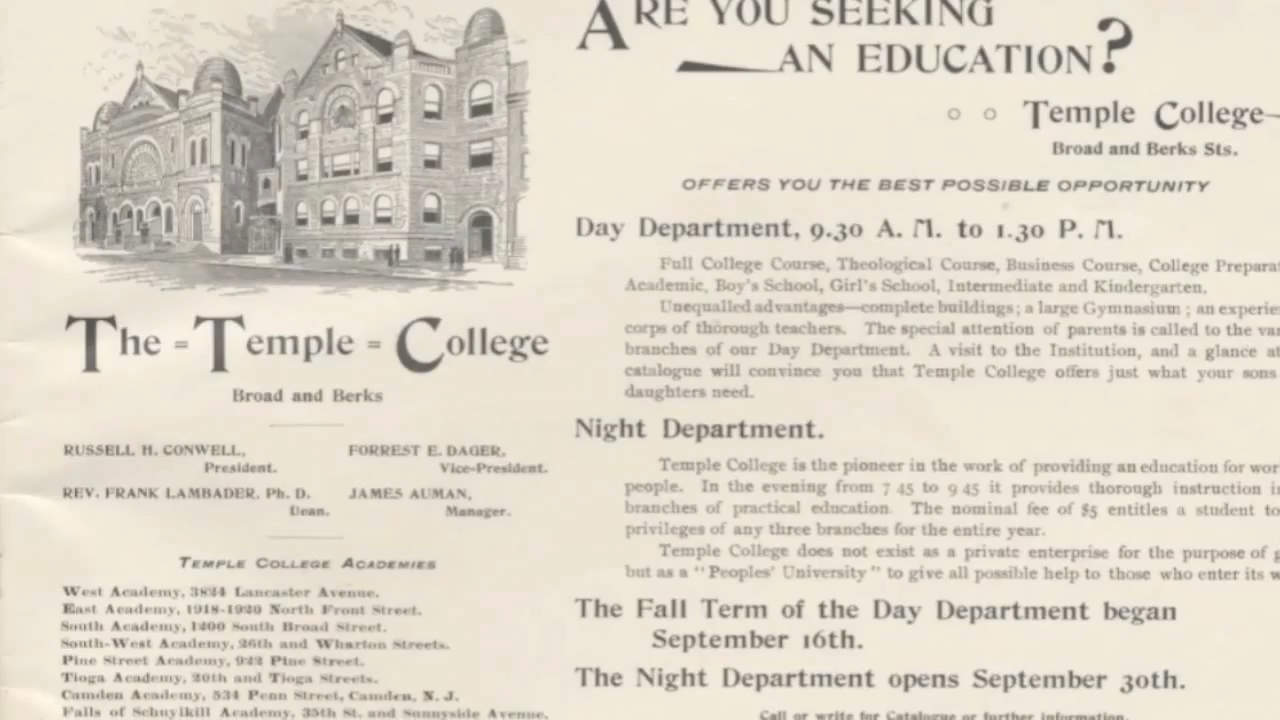 The = Temple = College
Broad and Berks
RUSSELL H. CONWELL,
President.
FORREST E. DAGER,
Vice-President.
REV. FRANK LAMBADER, Ph. D.
Dean.
JAMES AUMAN,
Manager.
TEMPLE COLLEGE ACADEMIES
West Academy, 3824 Lancaster Avenue.
East Academy, 1918-1920 North Front Street.
South Academy, 1200 South Broad Street.
South-West Academy, 26th and Wharton Streets.
Pine Street Academy, 922 Pine Street.
Tioga Academy, 20th and Tioga Streets.
Camden Academy, 534 Penn Street, Camden, N. J.
Falls of Schuylkill Academy, 35th St. and Sunnyside Avenue.
ARE YOU SEEKING
AN EDUCATION?
Temple College
Broad and Berks Sts.
OFFERS YOU THE BEST POSSIBLE OPPORTUNITY
Day Department, 9.30 A. M. to 1.30 P. M.
Full College Course, Theological Course, Business Course, College Preparat
Academic, Boy's School, Girl's School, Intermediate and Kindergarten.
Unequalled advantages—complete buildings; a large Gymnasium; an experie
corps of thorough teachers. The special attention of parents is called to the var
branches of our Day Department. A visit to the Institution, and a glance at
catalogue will convince you that Temple College offers just what your sons
daughters need.
Night Department.
Temple College is the pioneer in the work of providing an education for wor
people. In the evening from 7 45 to 9 45 it provides thorough instruction i
branches of practical education. The nominal fee of $5 entitles a student to
privileges of any three branches for the entire year.
Temple College does not exist as a private enterprise for the purpose of g
but as a "Peoples' University" to give all possible help to those who enter its w
The Fall Term of the Day Department began
September 16th.
The Night Department opens September 30th.
Call or write for Catalogue or further information.